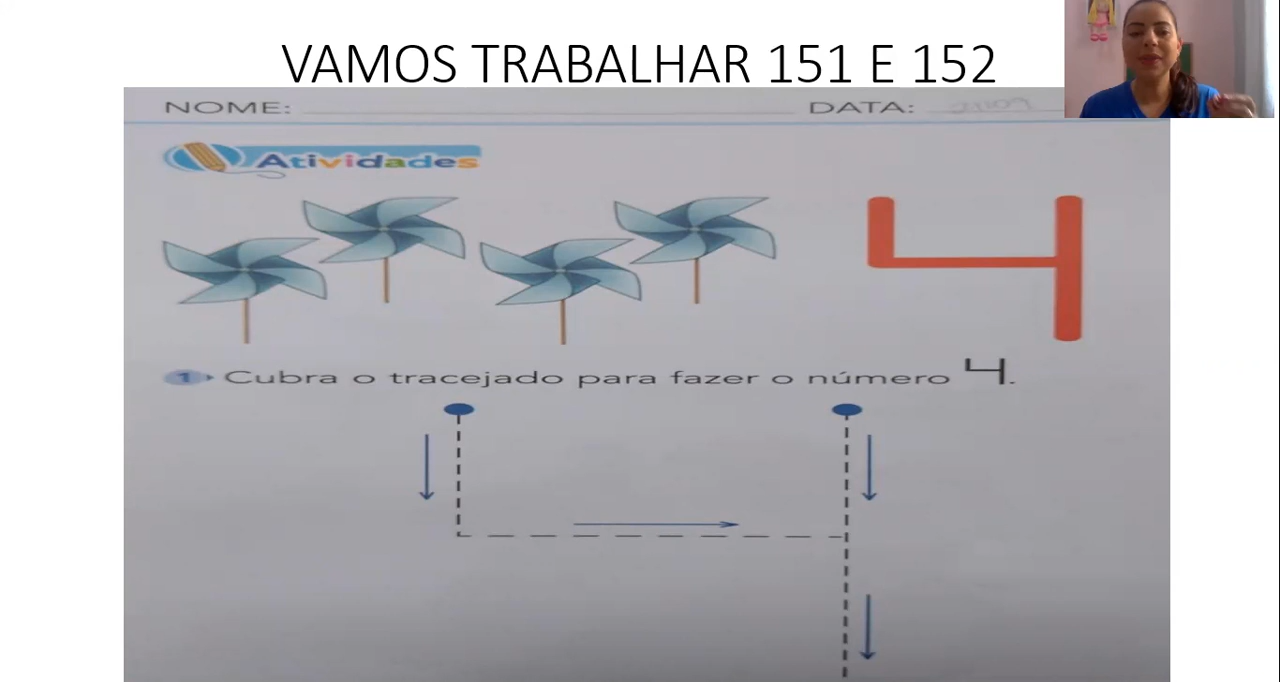 VAMOS TRABALHAR 151 E 152
NOME: DATA:
Atividades
4
1 Cubra o tracejado para fazer o número 4.